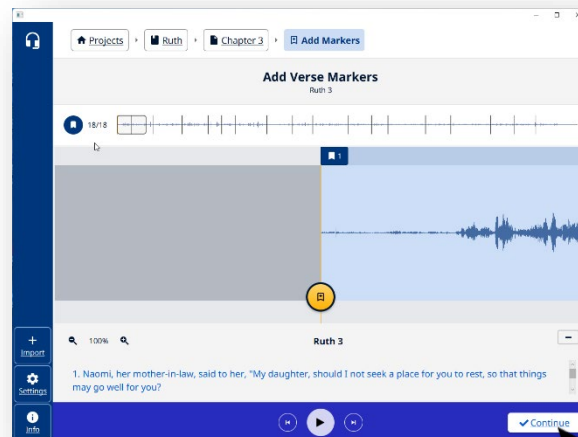 Projects
Ruth
Chapter 3
Add Markers
Add Verse Markers
Ruth 3
18/18
1
100%
Ruth 3
1. Naomi, her mother-in-law, said to her, "My daughter, should I not seek a place for you to rest, so that things
may go well for you?
Import
Settings
Info
Continue